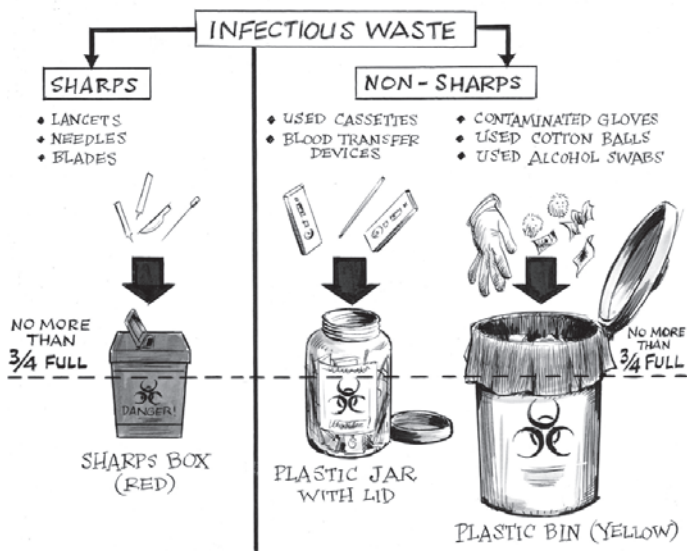 INFECTIOUS WASTE
SHARPS
• LANCETS
• NEEDLES
• BLADES
NON-SHARPS
• USED CASSETTES
• BLOOD TRANSFER
DEVICES
• CONTAMINATED GLOVES
• USED COTTON BALLS
• USED ALCOHOL SWABS
NO MORE
THAN
3/4 FULL
DANGER!
SHARPS BOX
(RED)
PLASTIC JAR
WITH LID
NO MORE
THAN
3/4 FULL
PLASTIC BIN (YELLOW)